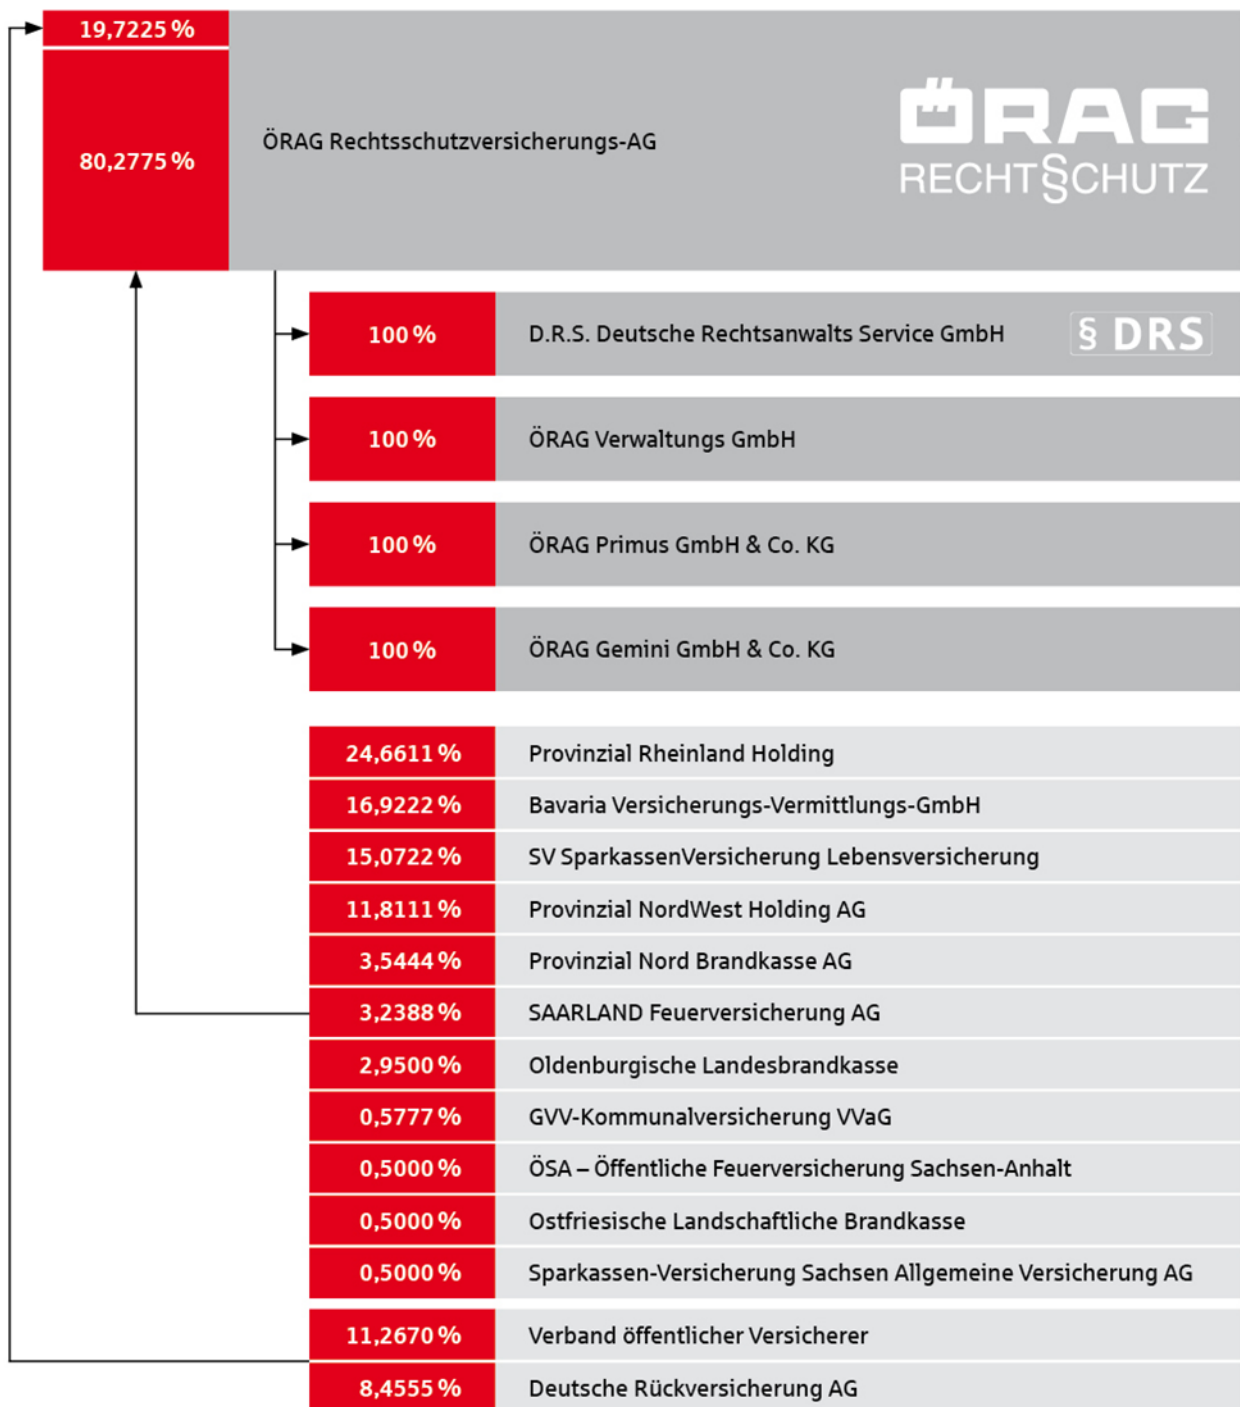 19,7225 %
80,2775 %
ÖRAG Rechtsschutzversicherungs-AG
ÖRAG
RECHT§CHUTZ
100 % D.R.S. Deutsche Rechtsanwalts Service GmbH § DRS
100 % ÖRAG Verwaltungs GmbH
100 % ÖRAG Primus GmbH & Co. KG
100 % ÖRAG Gemini GmbH & Co. KG
24,6611 % Provinzial Rheinland Holding
16,9222 % Bavaria Versicherungs-Vermittlungs-GmbH
15,0722 % SV SparkassenVersicherung Lebensversicherung
11,8111 % Provinzial NordWest Holding AG
3,5444 % Provinzial Nord Brandkasse AG
3,2388 % SAARLAND Feuerversicherung AG
2,9500 % Oldenburgische Landesbrandkasse
0,5777 % GVV-Kommunalversicherung VVaG
0,5000 % ÖSA – Öffentliche Feuerversicherung Sachsen-Anhalt
0,5000 % Ostfriesische Landschaftliche Brandkasse
0,5000 % Sparkassen-Versicherung Sachsen Allgemeine Versicherung AG
11,2670 % Verband öffentlicher Versicherer
8,4555 % Deutsche Rückversicherung AG